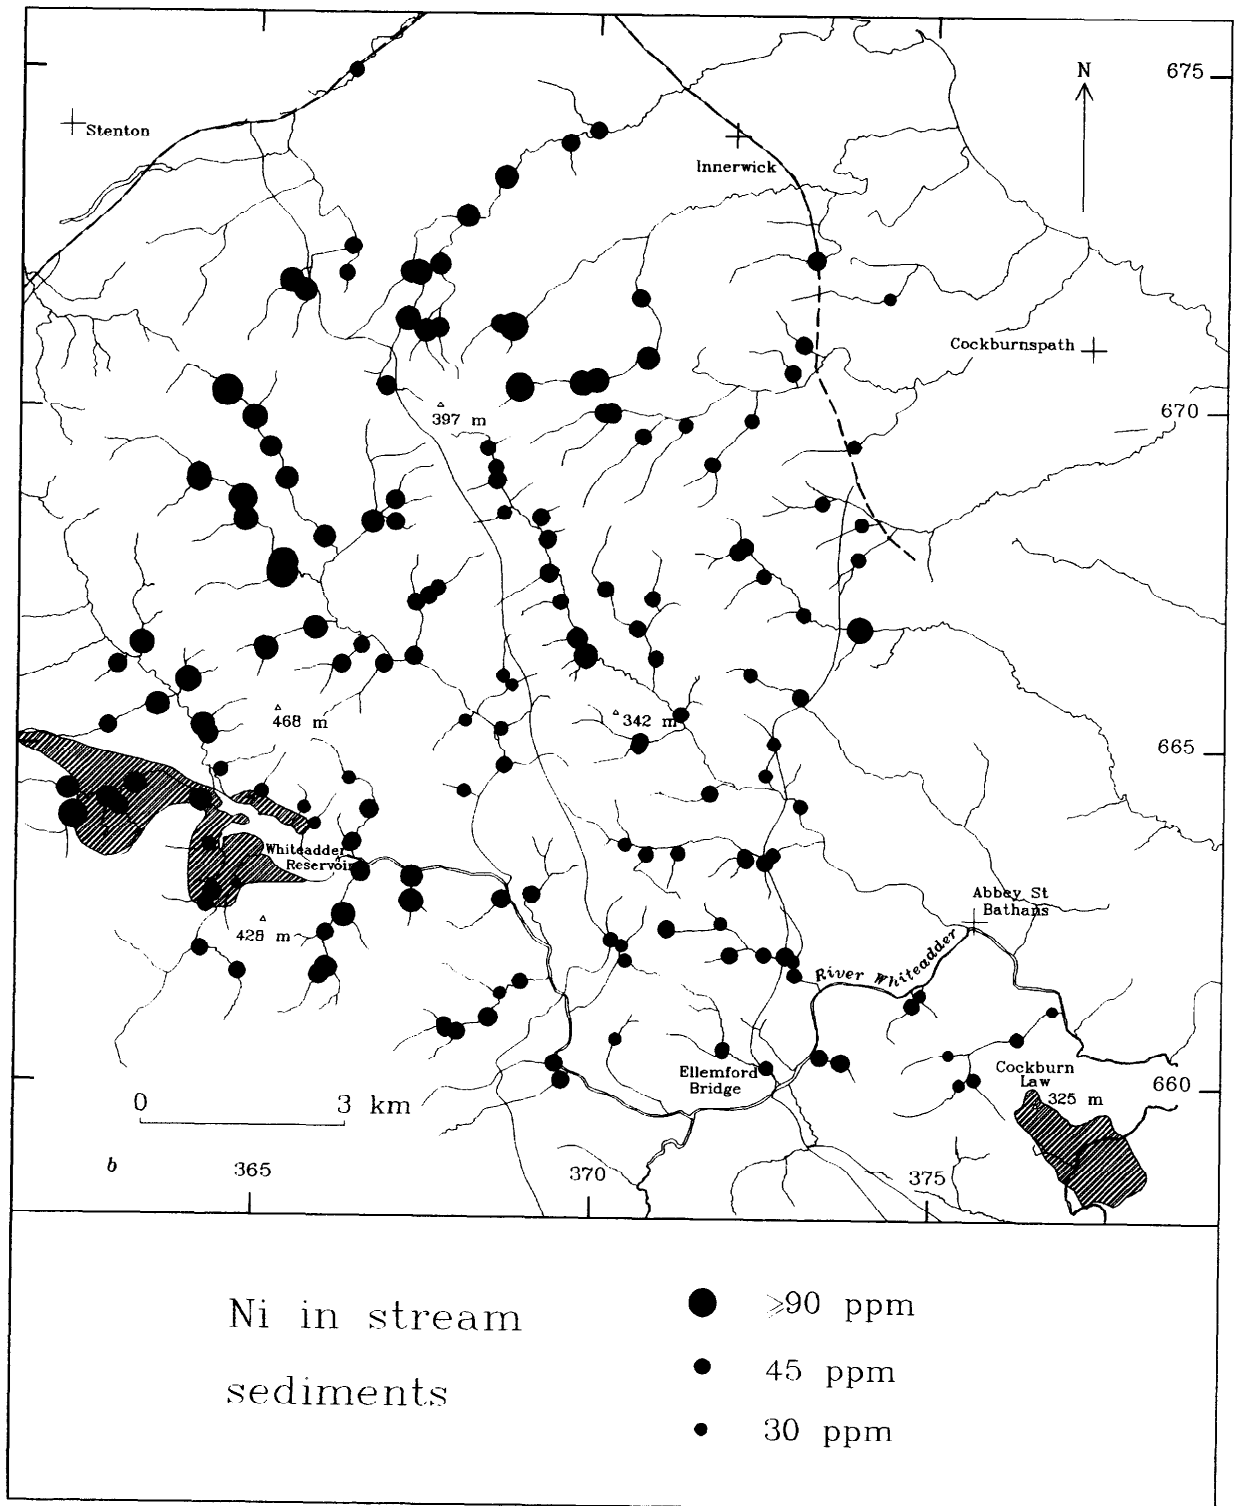 N
675
Stenton
Innerwick
Cockburnspath
670
397 m
468 m
342 m
665
Whiteadder
Reservoir
Abbey St
Bathans
428 m
River Whiteadder
Ellemford
Bridge
Cockburn
Law
325 m
660
0 3 km
b
365
370
375
Ni in stream
sediments
⩾90 ppm
45 ppm
30 ppm